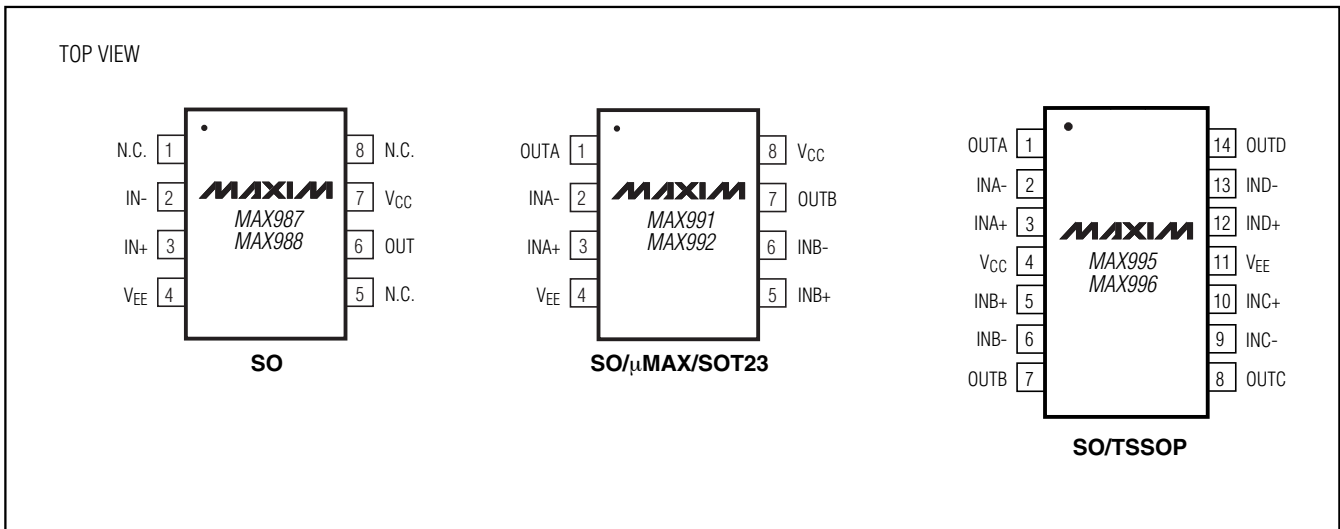 TOP VIEW
N.C. 1
IN- 2
IN+ 3
VEE 4
MAXIM
MAX987
MAX988
8 N.C.
7 VCC
6 OUT
5 N.C.
SO
OUTA 1
INA- 2
INA+ 3
VEE 4
MAXIM
MAX991
MAX992
8 VCC
7 OUTB
6 INB-
5 INB+
SO/μMAX/SOT23
OUTA 1
INA- 2
INA+ 3
VCC 4
INB+ 5
INB- 6
OUTB 7
MAXIM
MAX995
MAX996
14 OUTD
13 IND-
12 IND+
11 VEE
10 INC+
9 INC-
8 OUTC
SO/TSSOP